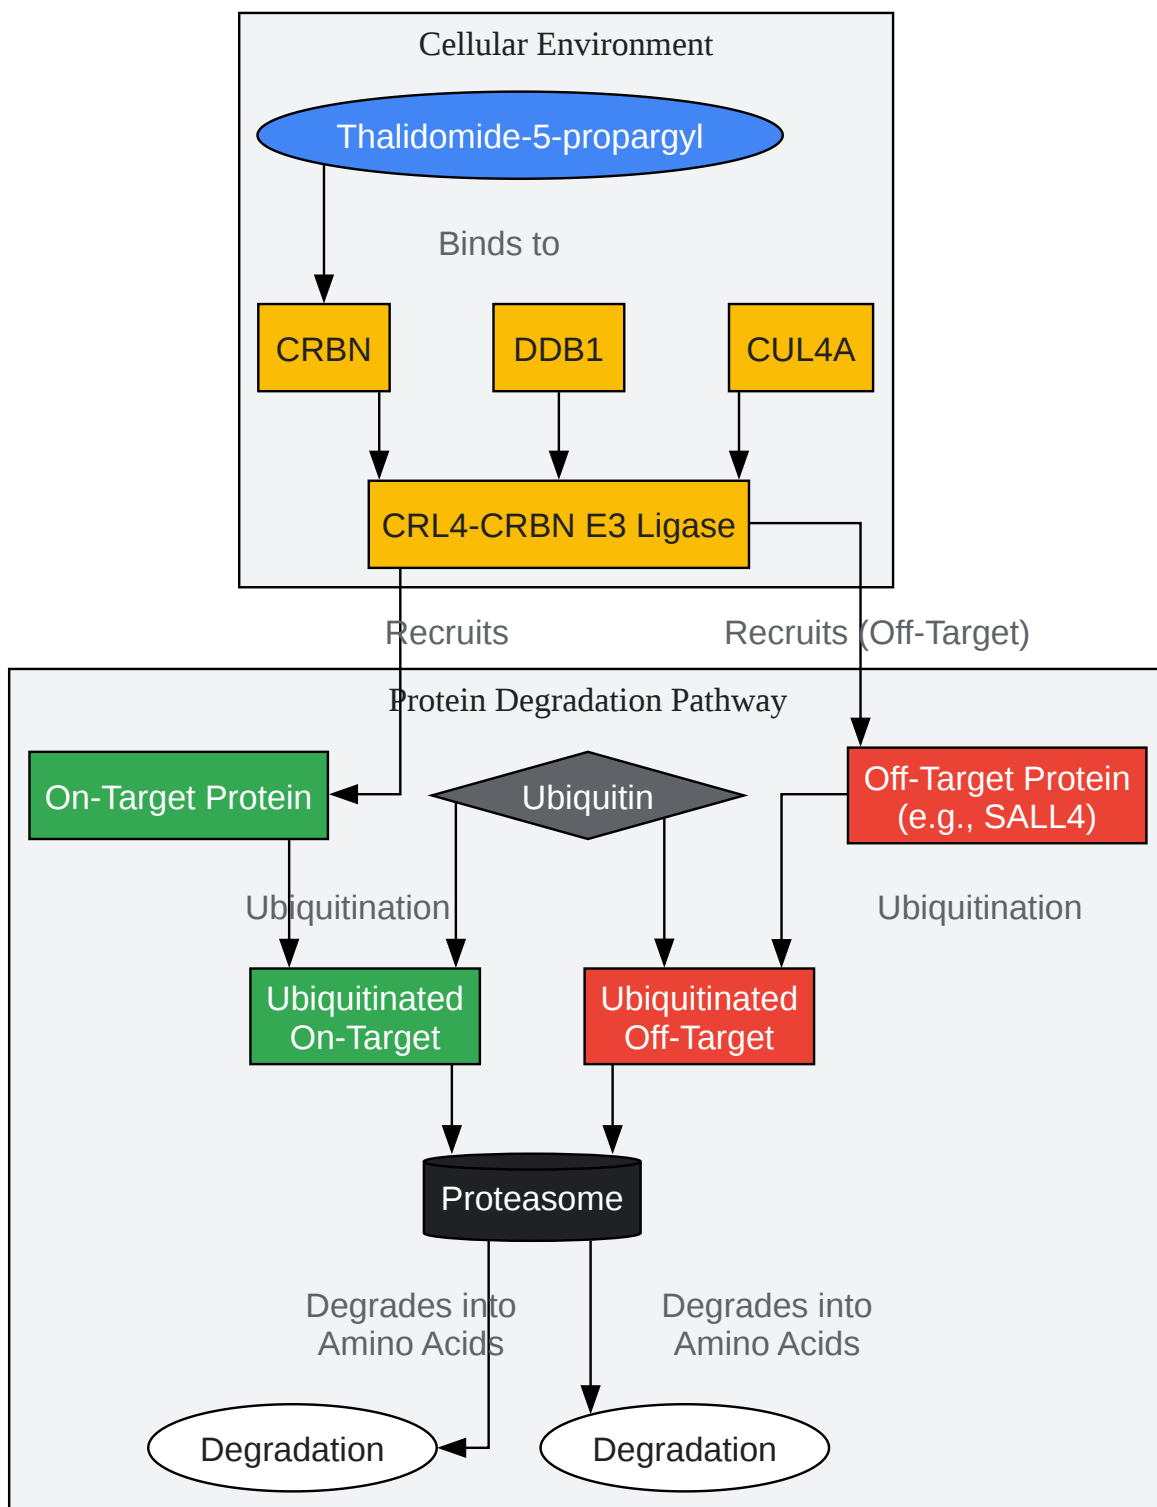 Cellular Environment
Thalidomide-5-propargyl
Binds to
CRBN
DDB1
CUL4A
CRL4-CRBN E3 Ligase
Recruits
Recruits (Off-Target)
Protein Degradation Pathway
On-Target Protein
Ubiquitin
Off-Target Protein
(e.g., SALL4)
Ubiquitination
Ubiquitination
Ubiquitinated
On-Target
Ubiquitinated
Off-Target
Proteasome
Degrades into
Amino Acids
Degrades into
Amino Acids
Degradation
Degradation